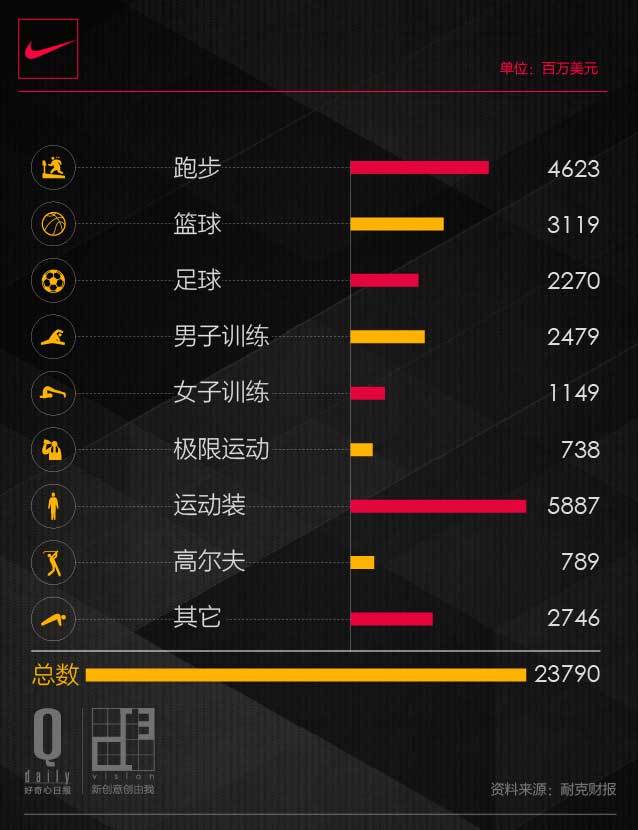 单位：百万美元
跑步 4623
篮球 3119
足球 2270
男子训练 2479
女子训练 1149
极限运动 738
运动装 5887
高尔夫 789
其它 2746
总数 23790
Q
daily
好奇心日报
vision
新创意创由我
资料来源：耐克财报